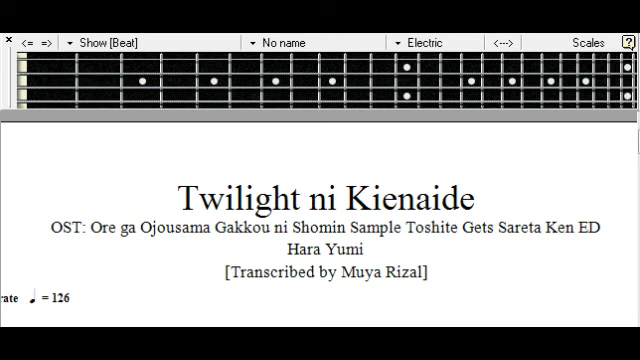 × <= => ▾ Show [Beat] ▾ No name ▾ Electric <---> Scales ?
Twilight ni Kienaide
OST: Ore ga Ojousama Gakkou ni Shomin Sample Toshite Gets Sareta Ken ED
Hara Yumi
[Transcribed by Muya Rizal]
rate ♩ = 126